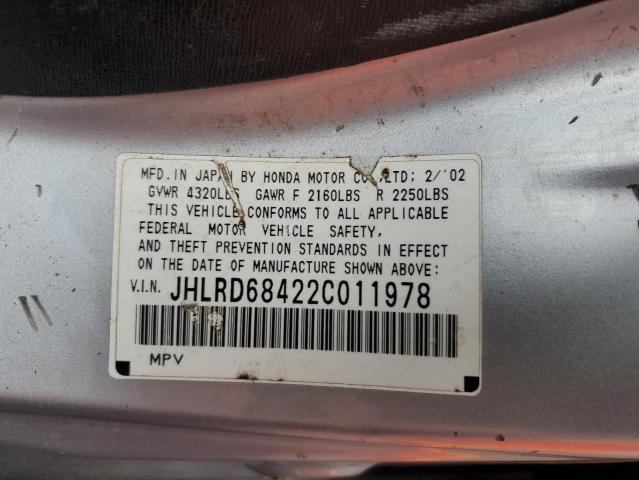 MFD. IN JAPAN BY HONDA MOTOR CO., LTD: 2/'02
GVWR 4320LBS GAWR F 2160LBS R 2250LBS
THIS VEHICLE CONFORMS TO ALL APPLICABLE
FEDERAL MOTOR VEHICLE SAFETY,
AND THEFT PREVENTION STANDARDS IN EFFECT
ON THE DATE OF MANUFACTURE SHOWN ABOVE:
V.I.N. JHLRD68422C011978
MPV